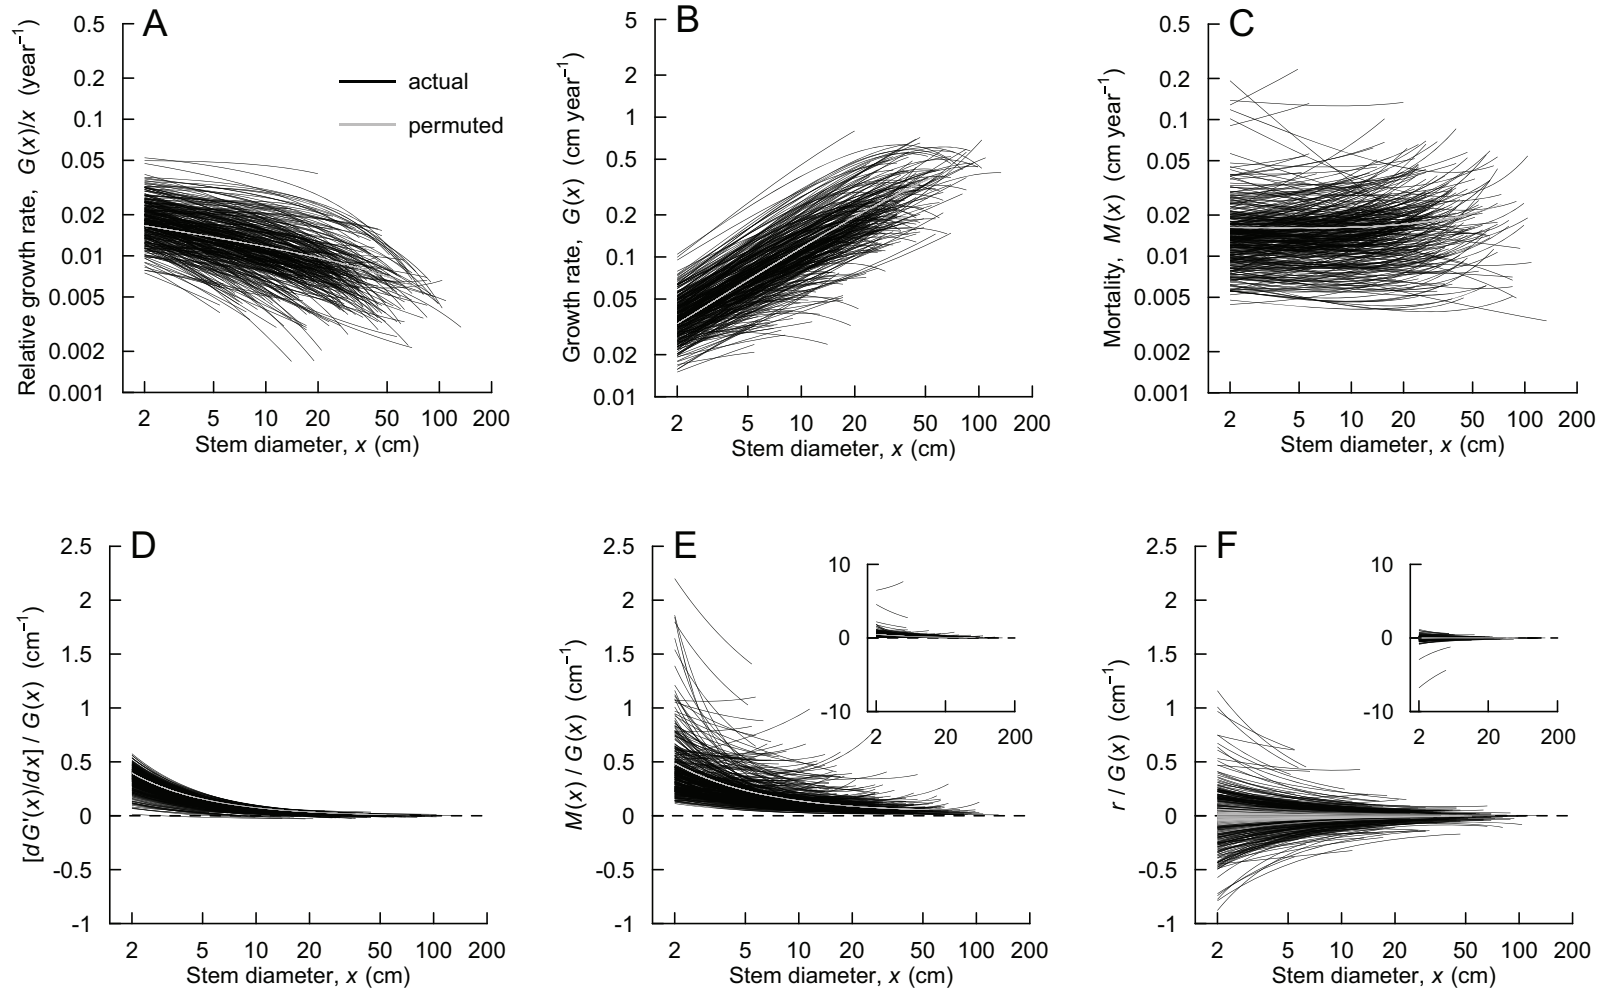 A
Relative growth rate, G(x)/x (year⁻¹)
0.5
0.2
0.1
0.05
0.02
0.01
0.005
0.002
0.001
actual
permuted
2 5 10 20 50 100 200
Stem diameter, x (cm)
B
Growth rate, G(x) (cm year⁻¹)
5
2
1
0.5
0.2
0.1
0.05
0.02
0.01
2 5 10 20 50 100 200
Stem diameter, x (cm)
C
Mortality, M(x) (cm year⁻¹)
0.5
0.2
0.1
0.05
0.02
0.01
0.005
0.002
0.001
2 5 10 20 50 100 200
Stem diameter, x (cm)
D
[dG'(x)/dx] / G(x) (cm⁻¹)
2.5
2
1.5
1
0.5
0
-0.5
-1
2 5 10 20 50 100 200
Stem diameter, x (cm)
E
M(x) / G(x) (cm⁻¹)
2.5
2
1.5
1
0.5
0
-0.5
-1
10
0
-10
2 20 200
2 5 10 20 50 100 200
Stem diameter, x (cm)
F
r / G(x) (cm⁻¹)
2.5
2
1.5
1
0.5
0
-0.5
-1
10
0
-10
2 20 200
2 5 10 20 50 100 200
Stem diameter, x (cm)